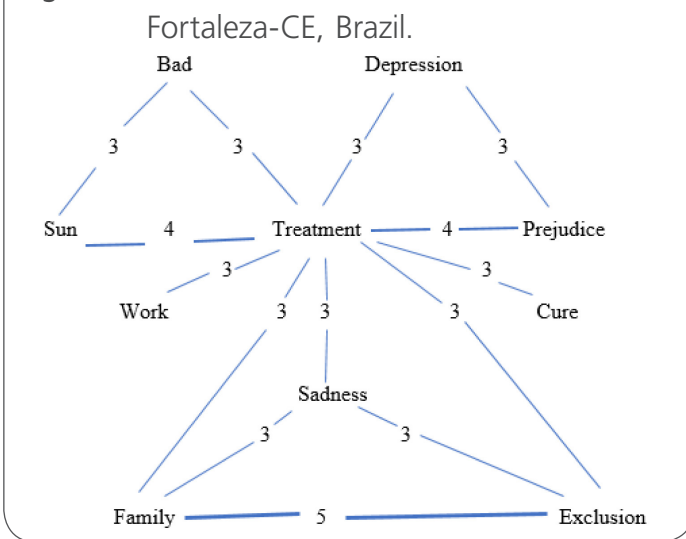 Fortaleza-CE, Brazil.
Bad Depression
3 3 3 3
Sun 4 Treatment 4 Prejudice
3 3
Work 3 3 3 Cure
Sadness
3 3
Family 5 Exclusion